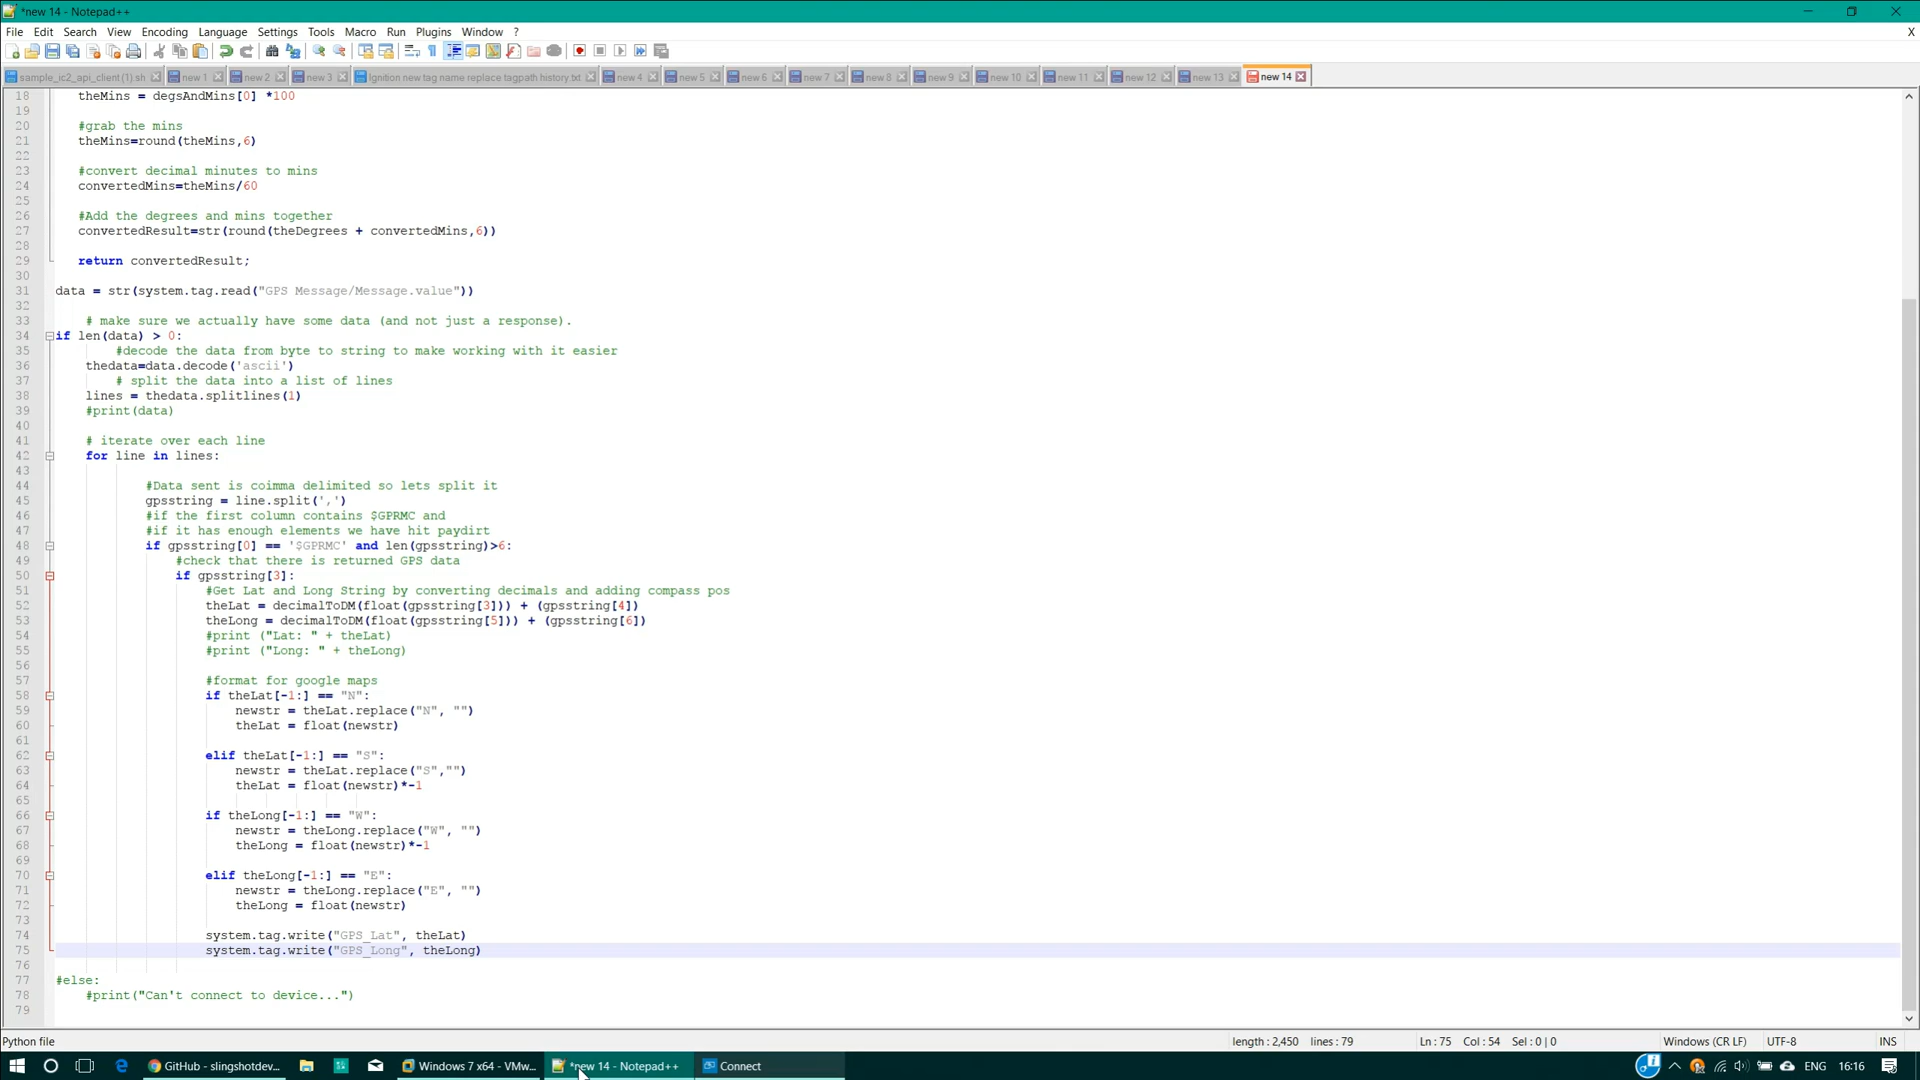 *new 14 - Notepad++
File Edit Search View Encoding Language Settings Tools Macro Run Plugins Window ? X
sample_ic2_api_client(1).sh new 1 new 2 new 3 Ignition new tag name replace tagpath history.txt new 4 new 5 new 6 new 7 new 8 new 9 new 10 new 11 new 12 new 13 new 14
18 theMins = degsAndMins[0] *100
19
20 #grab the mins
21 theMins=round(theMins,6)
22
23 #convert decimal minutes to mins
24 convertedMins=theMins/60
25
26 #Add the degrees and mins together
27 convertedResult=str(round(theDegrees + convertedMins,6))
28
29 return convertedResult;
30
31 data = str(system.tag.read("GPS Message/Message.value"))
32
33 # make sure we actually have some data (and not just a response).
34 if len(data) > 0:
35 #decode the data from byte to string to make working with it easier
36 thedata=data.decode('ascii')
37 # split the data into a list of lines
38 lines = thedata.splitlines(1)
39 #print(data)
40
41 # iterate over each line
42 for line in lines:
43
44 #Data sent is coimma delimited so lets split it
45 gpsstring = line.split(',')
46 #if the first column contains $GPRMC and
47 #if it has enough elements we have hit paydirt
48 if gpsstring[0] == '$GPRMC' and len(gpsstring)>6:
49 #check that there is returned GPS data
50 if gpsstring[3]:
51 #Get Lat and Long String by converting decimals and adding compass pos
52 theLat = decimalToDM(float(gpsstring[3])) + (gpsstring[4])
53 theLong = decimalToDM(float(gpsstring[5])) + (gpsstring[6])
54 #print ("Lat: " + theLat)
55 #print ("Long: " + theLong)
56
57 #format for google maps
58 if theLat[-1:] == "N":
59 newstr = theLat.replace("N", "")
60 theLat = float(newstr)
61
62 elif theLat[-1:] == "S":
63 newstr = theLat.replace("S","")
64 theLat = float(newstr)*-1
65
66 if theLong[-1:] == "W":
67 newstr = theLong.replace("W", "")
68 theLong = float(newstr)*-1
69
70 elif theLong[-1:] == "E":
71 newstr = theLong.replace("E", "")
72 theLong = float(newstr)
73
74 system.tag.write("GPS_Lat", theLat)
75 system.tag.write("GPS_Long", theLong)
76
77 #else:
78 #print("Can't connect to device...")
79
Python file length : 2,450 lines : 79 Ln : 75 Col : 54 Sel : 0 | 0 Windows (CR LF) UTF-8 INS
GitHub - slingshotdev... Windows 7 x64 - VMw... *new 14 - Notepad++ Connect ENG 16:16